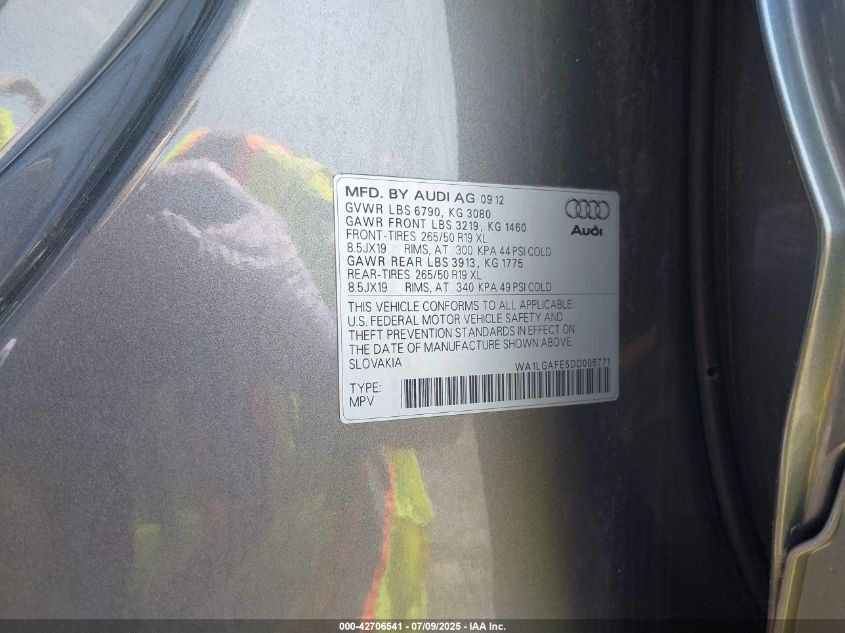 MFD. BY AUDI AG 09 12
GVWR LBS 6790, KG 3080
GAWR FRONT LBS 3219, KG 1460
FRONT-TIRES 265/50 R19 XL
8.5JX19 RIMS, AT 300 KPA 44 PSI COLD
GAWR REAR LBS 3913, KG 1775
REAR-TIRES 265/50 R19 XL
8.5JX19 RIMS, AT 340 KPA 49 PSI COLD
Audi
THIS VEHICLE CONFORMS TO ALL APPLICABLE
U.S. FEDERAL MOTOR VEHICLE SAFETY AND
THEFT PREVENTION STANDARDS IN EFFECT ON
THE DATE OF MANUFACTURE SHOWN ABOVE.
SLOVAKIA
WA1LGAFE5DD005771
TYPE:
MPV
000-42706541 - 07/09/2025 - IAA Inc.